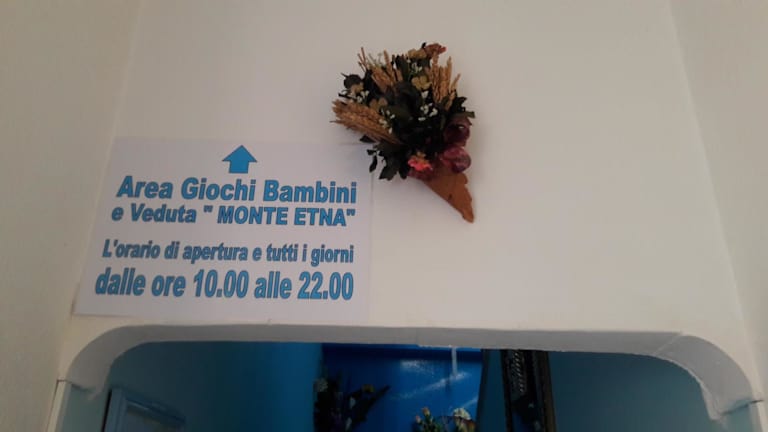 Area Giochi Bambini
e Veduta " MONTE ETNA"
L'orario di apertura e tutti i giorni
dalle ore 10.00 alle 22.00